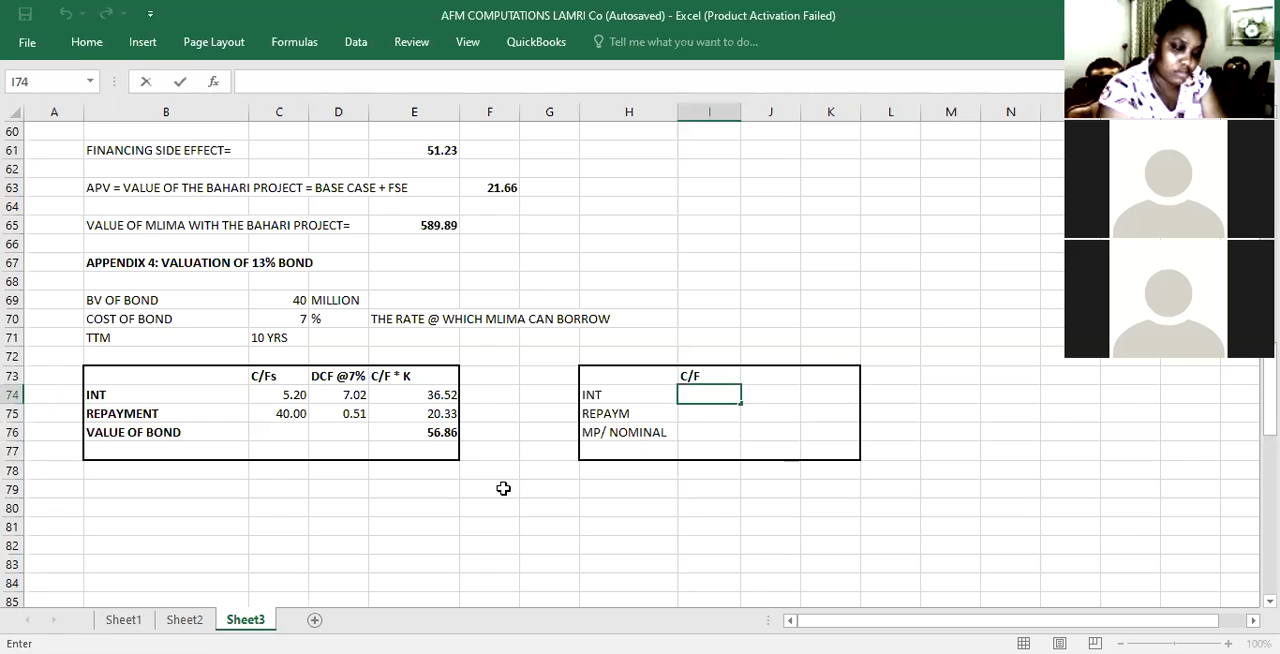 AFM COMPUTATIONS LAMRI Co (Autosaved) - Excel (Product Activation Failed)
File Home Insert Page Layout Formulas Data Review View QuickBooks Tell me what you want to do...
I74 fx
A B C D E G H I J K L M N
60
61 FINANCING SIDE EFFECT= 51.23
62
63 APV = VALUE OF THE BAHARI PROJECT = BASE CASE + FSE 21.66
64
65 VALUE OF MLIMA WITH THE BAHARI PROJECT= 589.89
66
67 APPENDIX 4: VALUATION OF 13% BOND
68
69 BV OF BOND 40 MILLION
70 COST OF BOND 7 % THE RATE @ WHICH MLIMA CAN BORROW
71 TTM 10 YRS
72
73 C/Fs DCF @7% C/F * K C/F
74 INT 5.20 7.02 36.52 INT
75 REPAYMENT 40.00 0.51 20.33 REPAYM
76 VALUE OF BOND 56.86 MP/ NOMINAL
77
78
79
80
81
82
83
84
85
Sheet1 Sheet2 Sheet3
Enter 100%